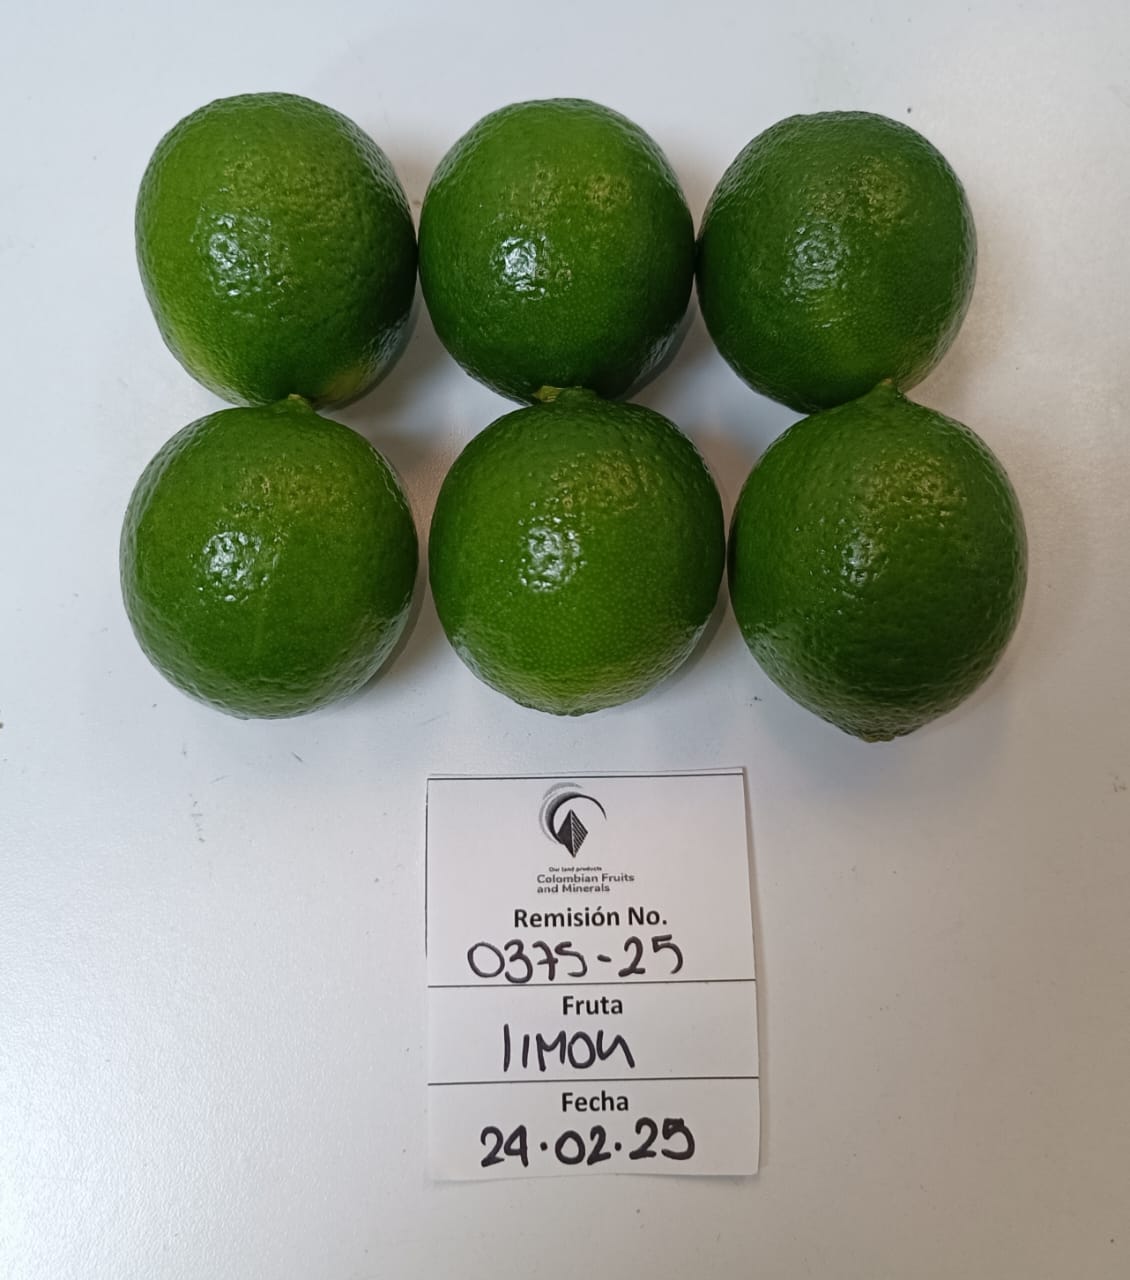 Our land products
Colombian Fruits
and Minerals
Remisión No.
0375-25
Fruta
limon
Fecha
24.02.25